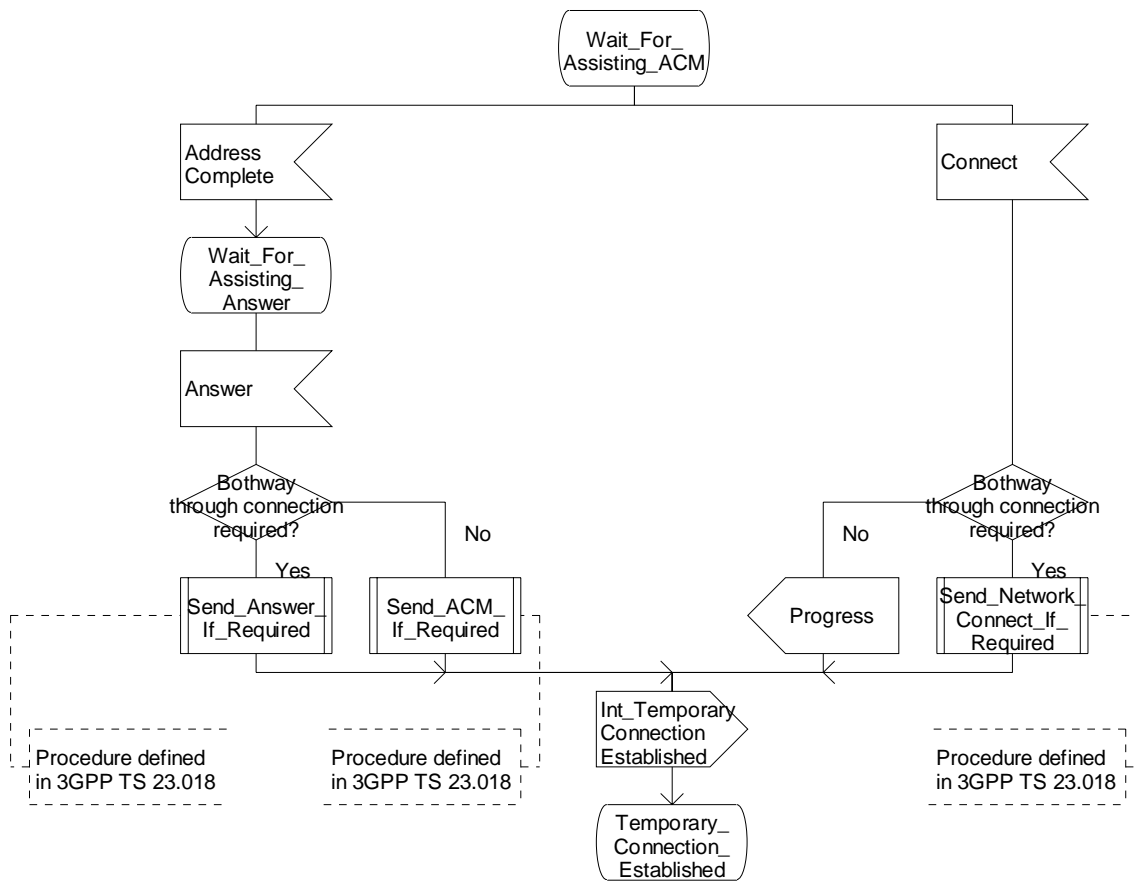 Wait_For_
Assisting_ACM
Address
Complete
Connect
Wait_For_
Assisting_
Answer
Answer
Bothway
through connection
required?
No
Yes
Bothway
through connection
required?
No
Yes
Send_Answer_
If_Required
Send_ACM_
If_Required
Progress
Send_Network_
Connect_If_
Required
Int_Temporary
Connection
Established
Procedure defined
in 3GPP TS 23.018
Procedure defined
in 3GPP TS 23.018
Procedure defined
in 3GPP TS 23.018
Temporary_
Connection_
Established